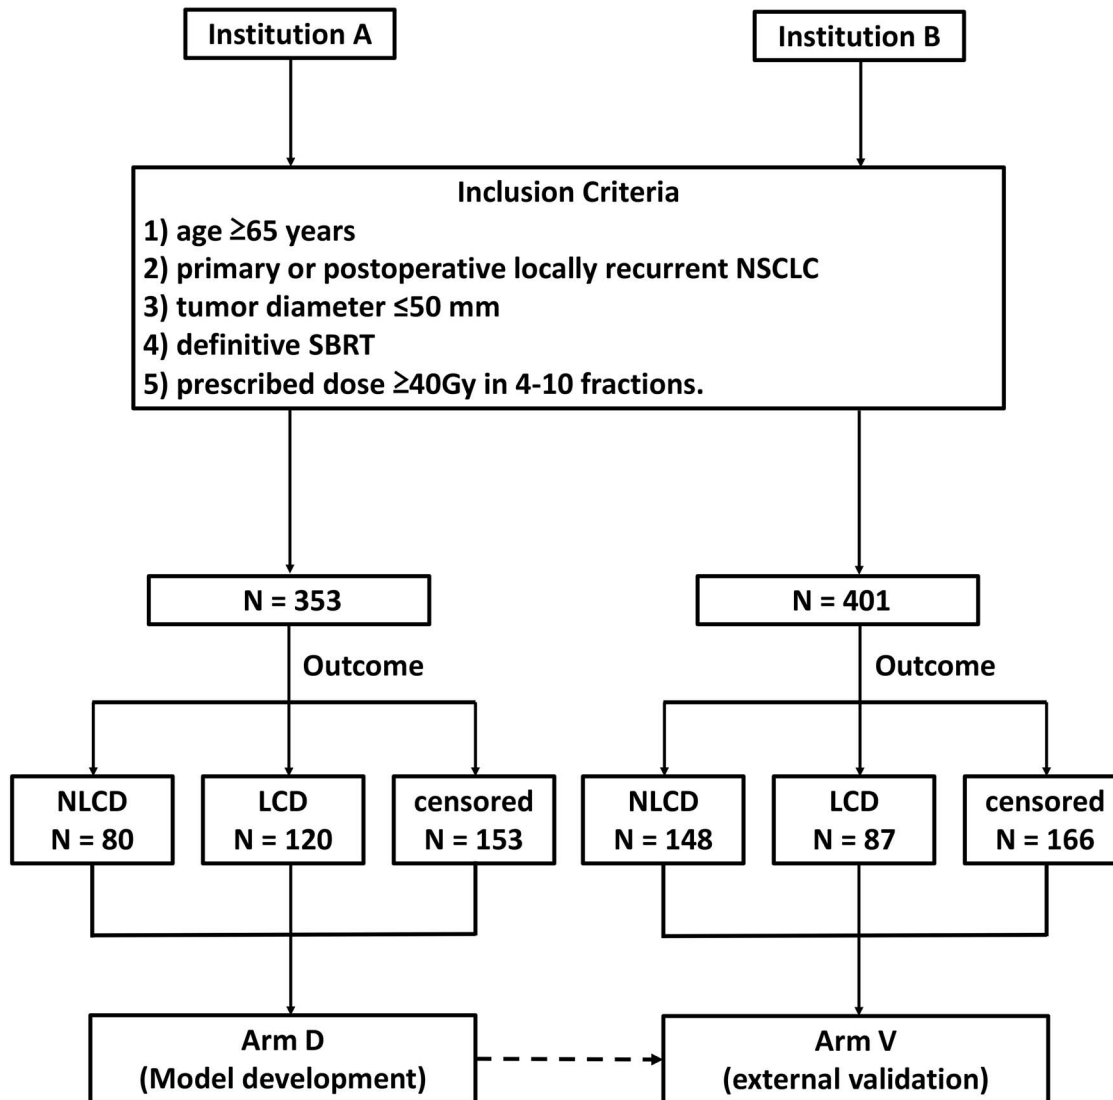 Institution A
Institution B
Inclusion Criteria
1) age ≥65 years
2) primary or postoperative locally recurrent NSCLC
3) tumor diameter ≤50 mm
4) definitive SBRT
5) prescribed dose ≥40Gy in 4-10 fractions.
N = 353
N = 401
Outcome
Outcome
NLCD
N = 80
LCD
N = 120
censored
N = 153
NLCD
N = 148
LCD
N = 87
censored
N = 166
Arm D
(Model development)
Arm V
(external validation)